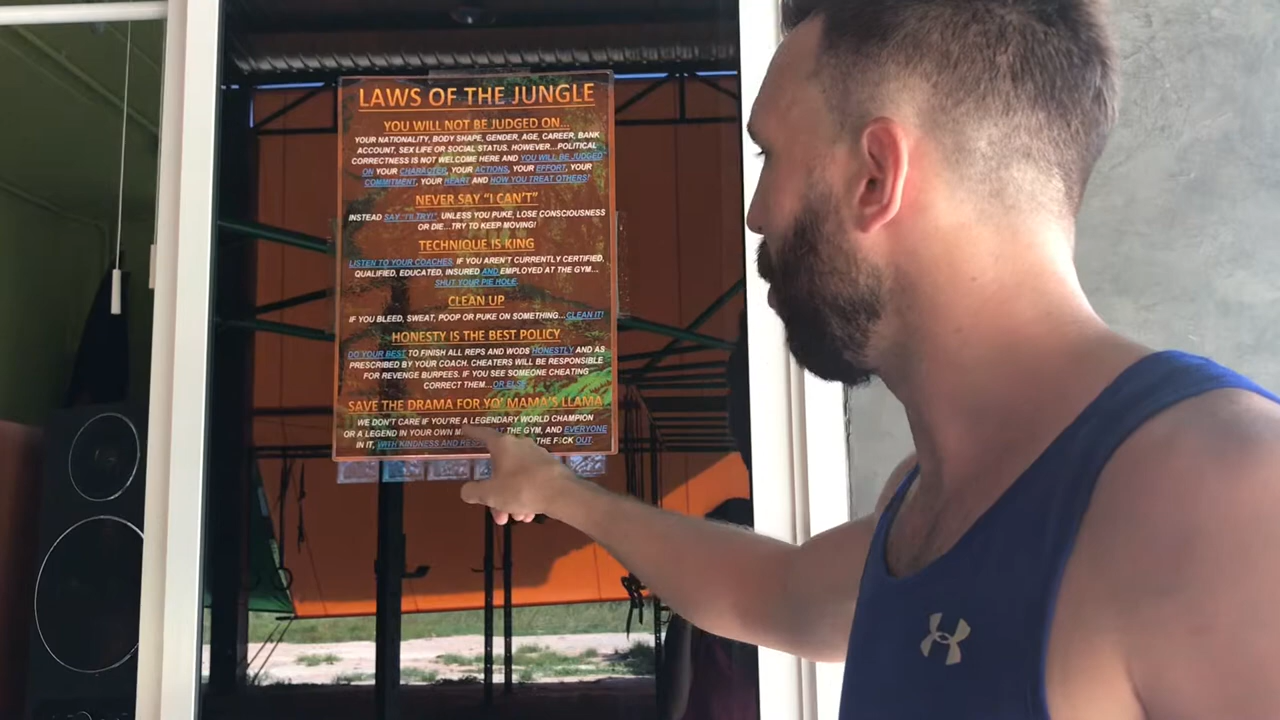 LAWS OF THE JUNGLE
YOU WILL NOT BE JUDGED ON...
YOUR NATIONALITY, BODY SHAPE, GENDER, AGE, CAREER, BANK
ACCOUNT, SEX LIFE OR SOCIAL STATUS. HOWEVER...POLITICAL
CORRECTNESS IS NOT WELCOME HERE AND YOU WILL BE JUDGED
ON YOUR CHARACTER, YOUR ACTIONS, YOUR EFFORT, YOUR
COMMITMENT, YOUR HEART AND HOW YOU TREAT OTHERS!
NEVER SAY "I CAN'T"
INSTEAD SAY "I'LL TRY!". UNLESS YOU PUKE, LOSE CONSCIOUSNESS
OR DIE...TRY TO KEEP MOVING!
TECHNIQUE IS KING
LISTEN TO YOUR COACHES. IF YOU AREN'T CURRENTLY CERTIFIED,
QUALIFIED, EDUCATED, INSURED AND EMPLOYED AT THE GYM...
SHUT YOUR PIE HOLE.
CLEAN UP
IF YOU BLEED, SWEAT, POOP OR PUKE ON SOMETHING...CLEAN IT!
HONESTY IS THE BEST POLICY
DO YOUR BEST TO FINISH ALL REPS AND WODS HONESTLY AND AS
PRESCRIBED BY YOUR COACH. CHEATERS WILL BE RESPONSIBLE
FOR REVENGE BURPEES. IF YOU SEE SOMEONE CHEATING
CORRECT THEM...OR ELSE
SAVE THE DRAMA FOR YO' MAMA'S LLAMA
WE DON'T CARE IF YOU'RE A LEGENDARY WORLD CHAMPION
OR A LEGEND IN YOUR OWN THE GYM, AND EVERYONE
IN IT, WITH KINDNESS AND THE F$CK OUT.